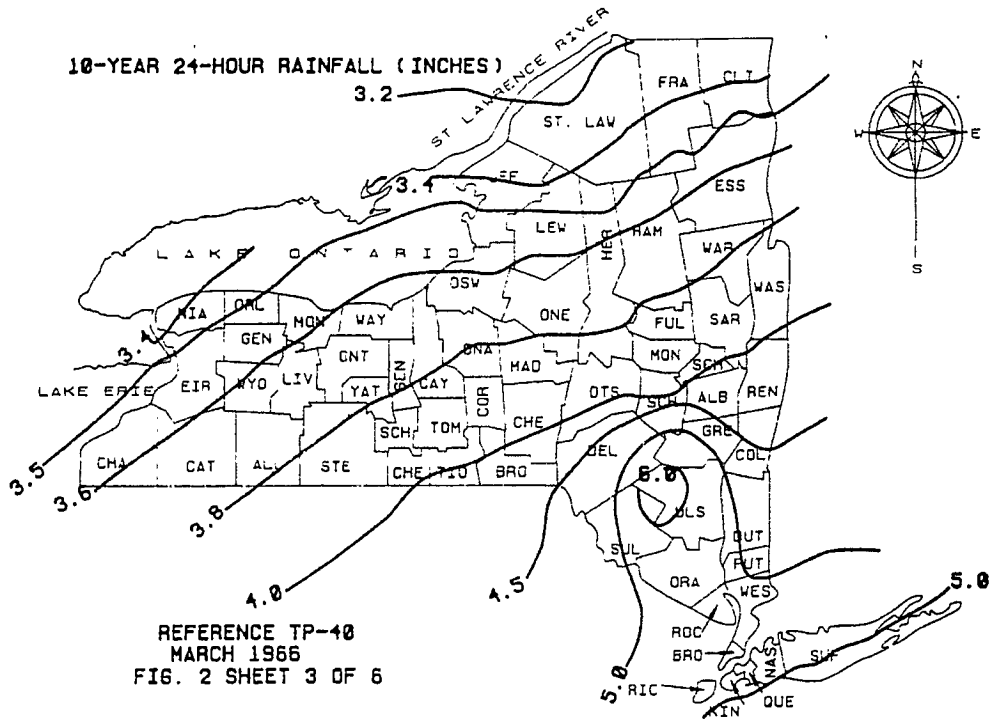 10-YEAR 24-HOUR RAINFALL (INCHES)
3.2
ST LAWRENCE RIVER
FRA
CLI
ST. LAW
N
W
E
S
3.4
EF
ESS
LEW
HER
HAM
LAKE ONTARIO
WAR
OSW
WAS
NIA
ORL
MON
WAY
ONE
FUL
SAR
GEN
3.4
ONT
ONA
MAD
MON
SCH
LAKE ERIE
EIR
WYO
LIV
YAT
SEN
CAY
COR
OTS
SCH
ALB
REN
SCH
TOM
CHE
GRE
DEL
COL
CHA
CAT
AL
STE
CHE
TIO
BRO
6.0
3.5
3.6
3.8
ULS
SUL
DUT
PUT
4.0
4.5
ORA
WES
5.0
ROC
BRO
REFERENCE TP-40
MARCH 1966
FIG. 2 SHEET 3 OF 6
5.0
RIC
NAS
SUF
KIN
QUE